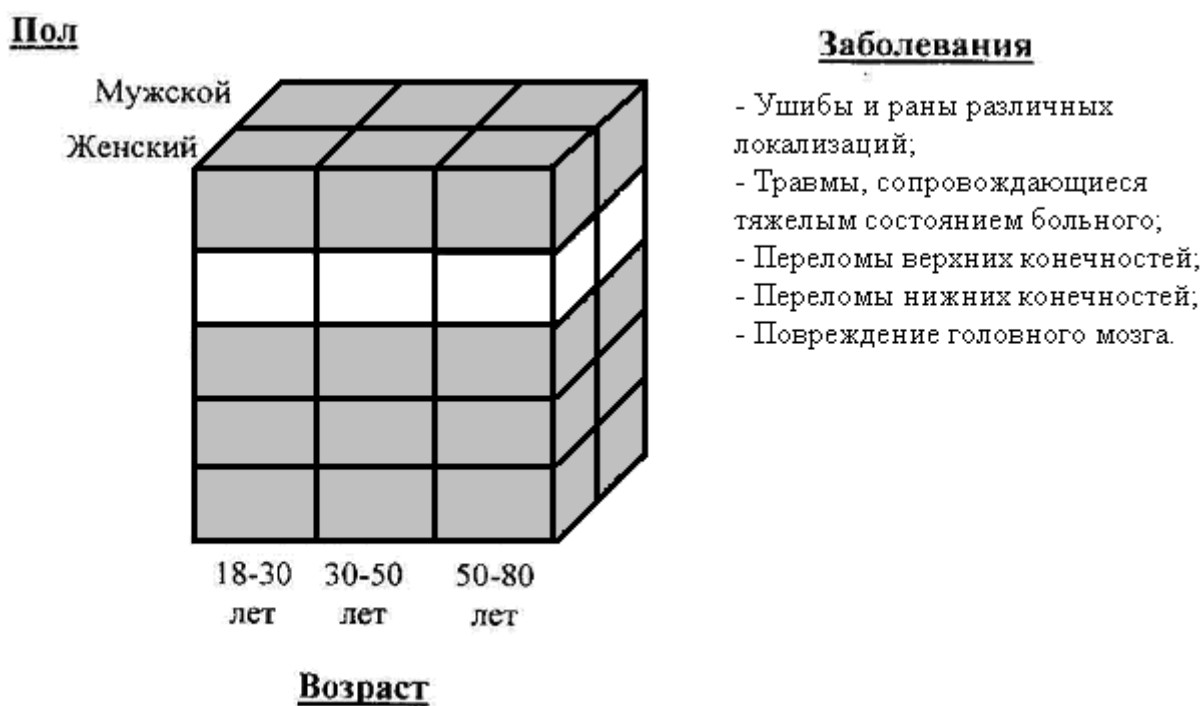 Пол
Мужской
Женский
18-30 30-50 50-80
лет лет лет
Возраст
Заболевания
- Ушибы и раны различных
локализаций;
- Травмы, сопровождающиеся
тяжелым состоянием больного;
- Переломы верхних конечностей;
- Переломы нижних конечностей;
- Повреждение головного мозга.